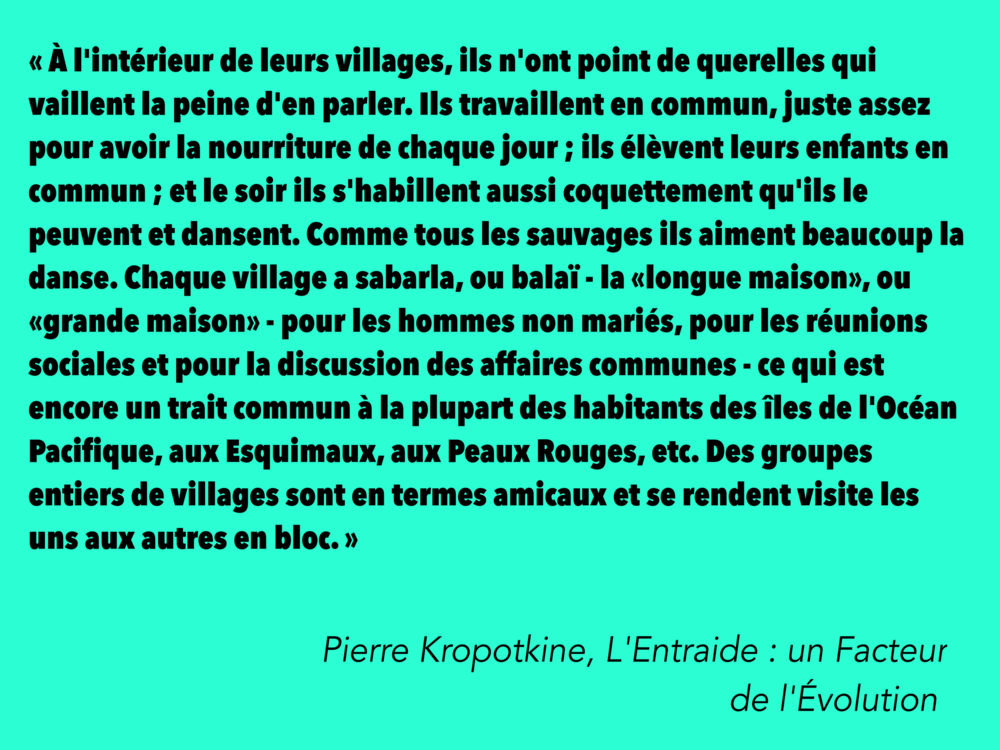 « À l'intérieur de leurs villages, ils n'ont point de querelles qui
vaillent la peine d'en parler. Ils travaillent en commun, juste assez
pour avoir la nourriture de chaque jour ; ils élèvent leurs enfants en
commun ; et le soir ils s'habillent aussi coquettement qu'ils le
peuvent et dansent. Comme tous les sauvages ils aiment beaucoup la
danse. Chaque village a sabarla, ou balaï - la «longue maison», ou
«grande maison» - pour les hommes non mariés, pour les réunions
sociales et pour la discussion des affaires communes - ce qui est
encore un trait commun à la plupart des habitants des îles de l'Océan
Pacifique, aux Esquimaux, aux Peaux Rouges, etc. Des groupes
entiers de villages sont en termes amicaux et se rendent visite les
uns aux autres en bloc. »
Pierre Kropotkine, L'Entraide : un Facteur
de l'Évolution